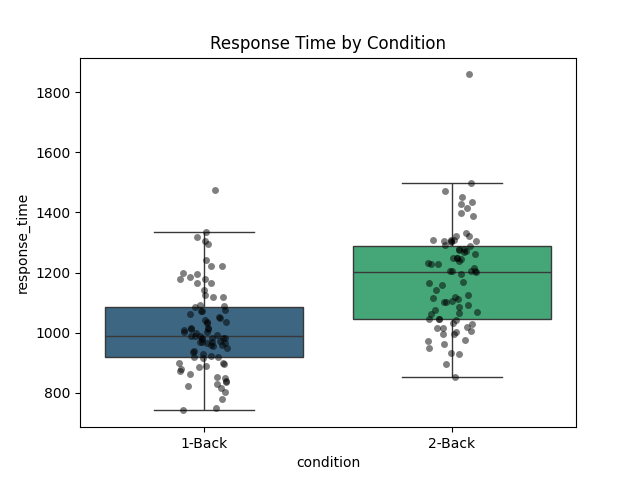 Response Time by Condition
response_time
1800
1600
1400
1200
1000
800
1-Back
2-Back
condition